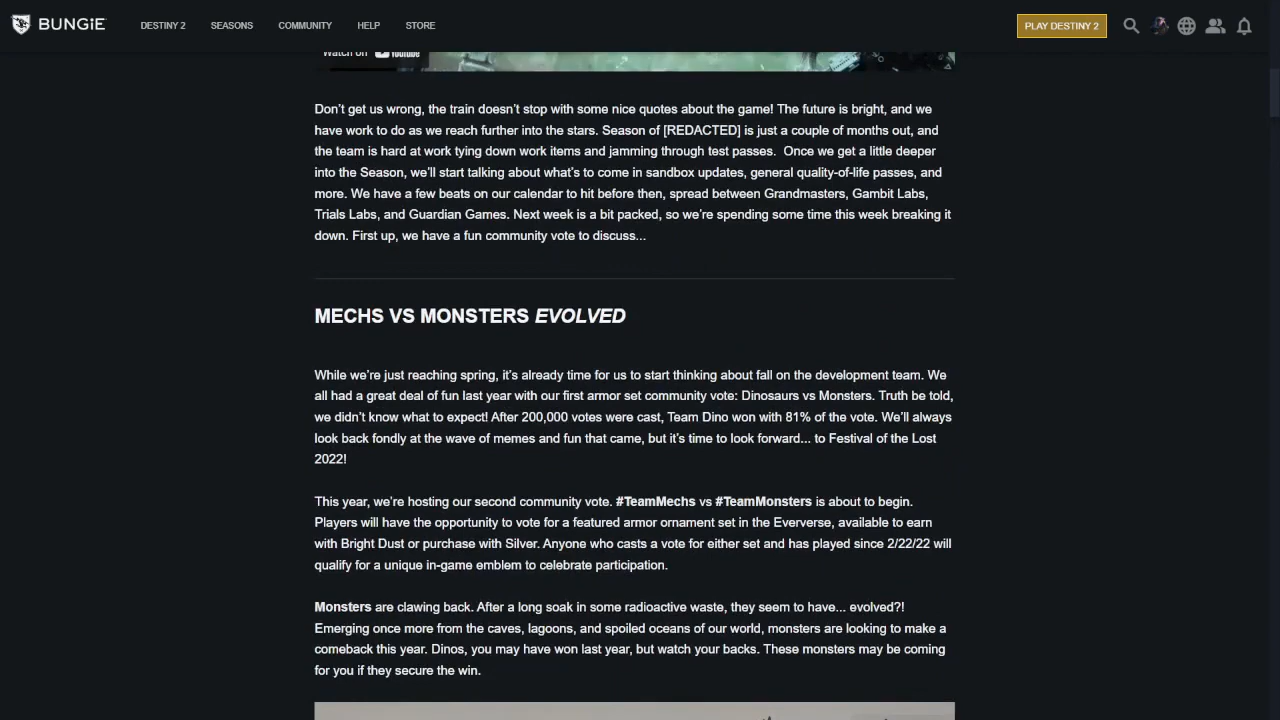 BUNGiE DESTINY 2 SEASONS COMMUNITY HELP STORE PLAY DESTINY 2
Watch on YouTube
Don’t get us wrong, the train doesn’t stop with some nice quotes about the game! The future is bright, and we
have work to do as we reach further into the stars. Season of [REDACTED] is just a couple of months out, and
the team is hard at work tying down work items and jamming through test passes.  Once we get a little deeper
into the Season, we’ll start talking about what’s to come in sandbox updates, general quality-of-life passes, and
more. We have a few beats on our calendar to hit before then, spread between Grandmasters, Gambit Labs,
Trials Labs, and Guardian Games. Next week is a bit packed, so we’re spending some time this week breaking it
down. First up, we have a fun community vote to discuss...
MECHS VS MONSTERS EVOLVED
While we’re just reaching spring, it’s already time for us to start thinking about fall on the development team. We
all had a great deal of fun last year with our first armor set community vote: Dinosaurs vs Monsters. Truth be told,
we didn’t know what to expect! After 200,000 votes were cast, Team Dino won with 81% of the vote. We’ll always
look back fondly at the wave of memes and fun that came, but it’s time to look forward... to Festival of the Lost
2022!
This year, we’re hosting our second community vote. #TeamMechs vs #TeamMonsters is about to begin.
Players will have the opportunity to vote for a featured armor ornament set in the Eververse, available to earn
with Bright Dust or purchase with Silver. Anyone who casts a vote for either set and has played since 2/22/22 will
qualify for a unique in-game emblem to celebrate participation.
Monsters are clawing back. After a long soak in some radioactive waste, they seem to have... evolved?!
Emerging once more from the caves, lagoons, and spoiled oceans of our world, monsters are looking to make a
comeback this year. Dinos, you may have won last year, but watch your backs. These monsters may be coming
for you if they secure the win.